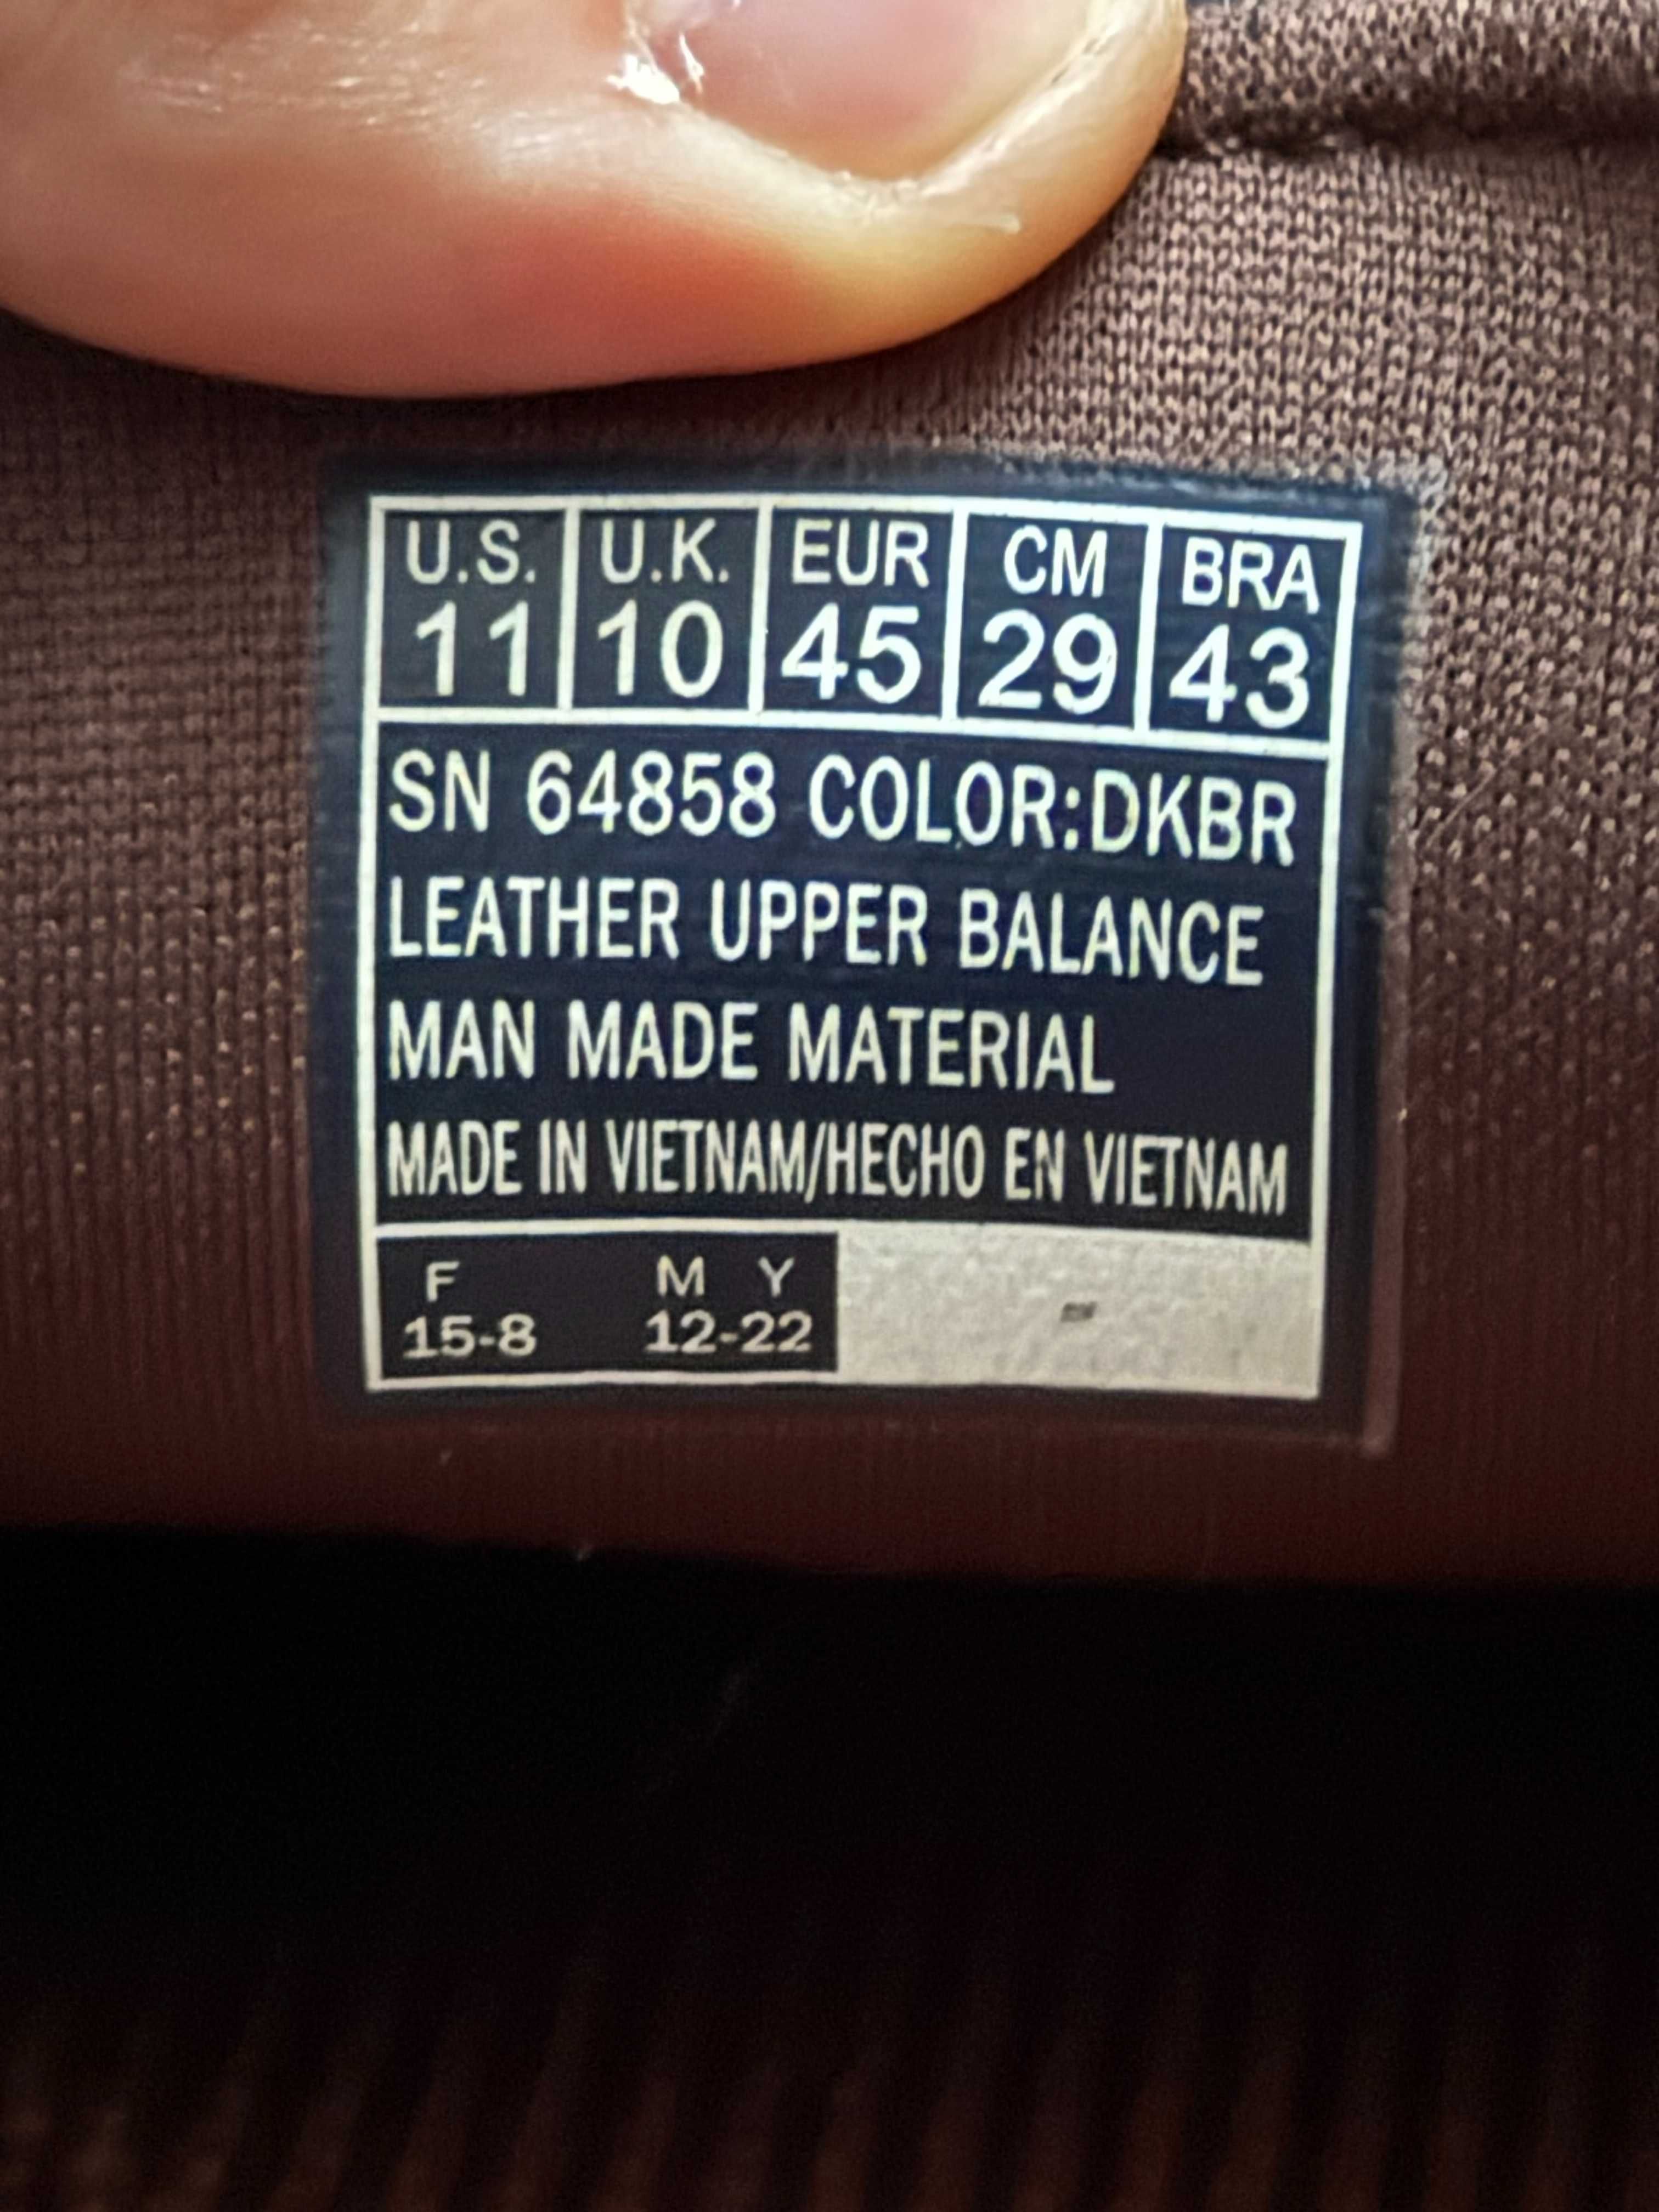 U.S. U.K. EUR CM BRA
11 10 45 29 43
SN 64858 COLOR:DKBR
LEATHER UPPER BALANCE
MAN MADE MATERIAL
MADE IN VIETNAM/HECHO EN VIETNAM
F M Y
15-8 12-22